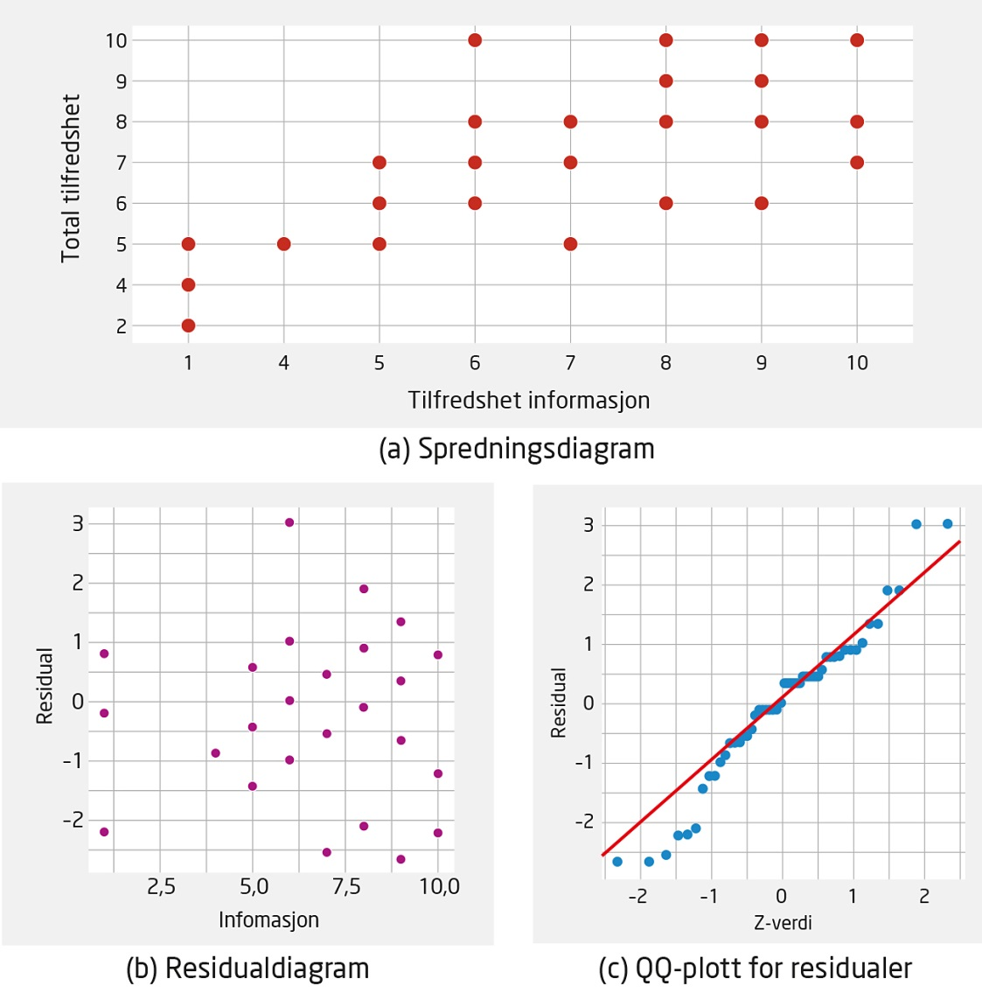 10
9
8
7
6
5
4
2
Total tilfredshet
1 4 5 6 7 8 9 10
Tilfredshet informasjon
(a) Spredningsdiagram
3
2
1
0
-1
-2
Residual
2,5 5,0 7,5 10,0
Infomasjon
(b) Residualdiagram
3
2
1
0
-1
-2
Residual
-2 -1 0 1 2
Z-verdi
(c) QQ-plott for residualer